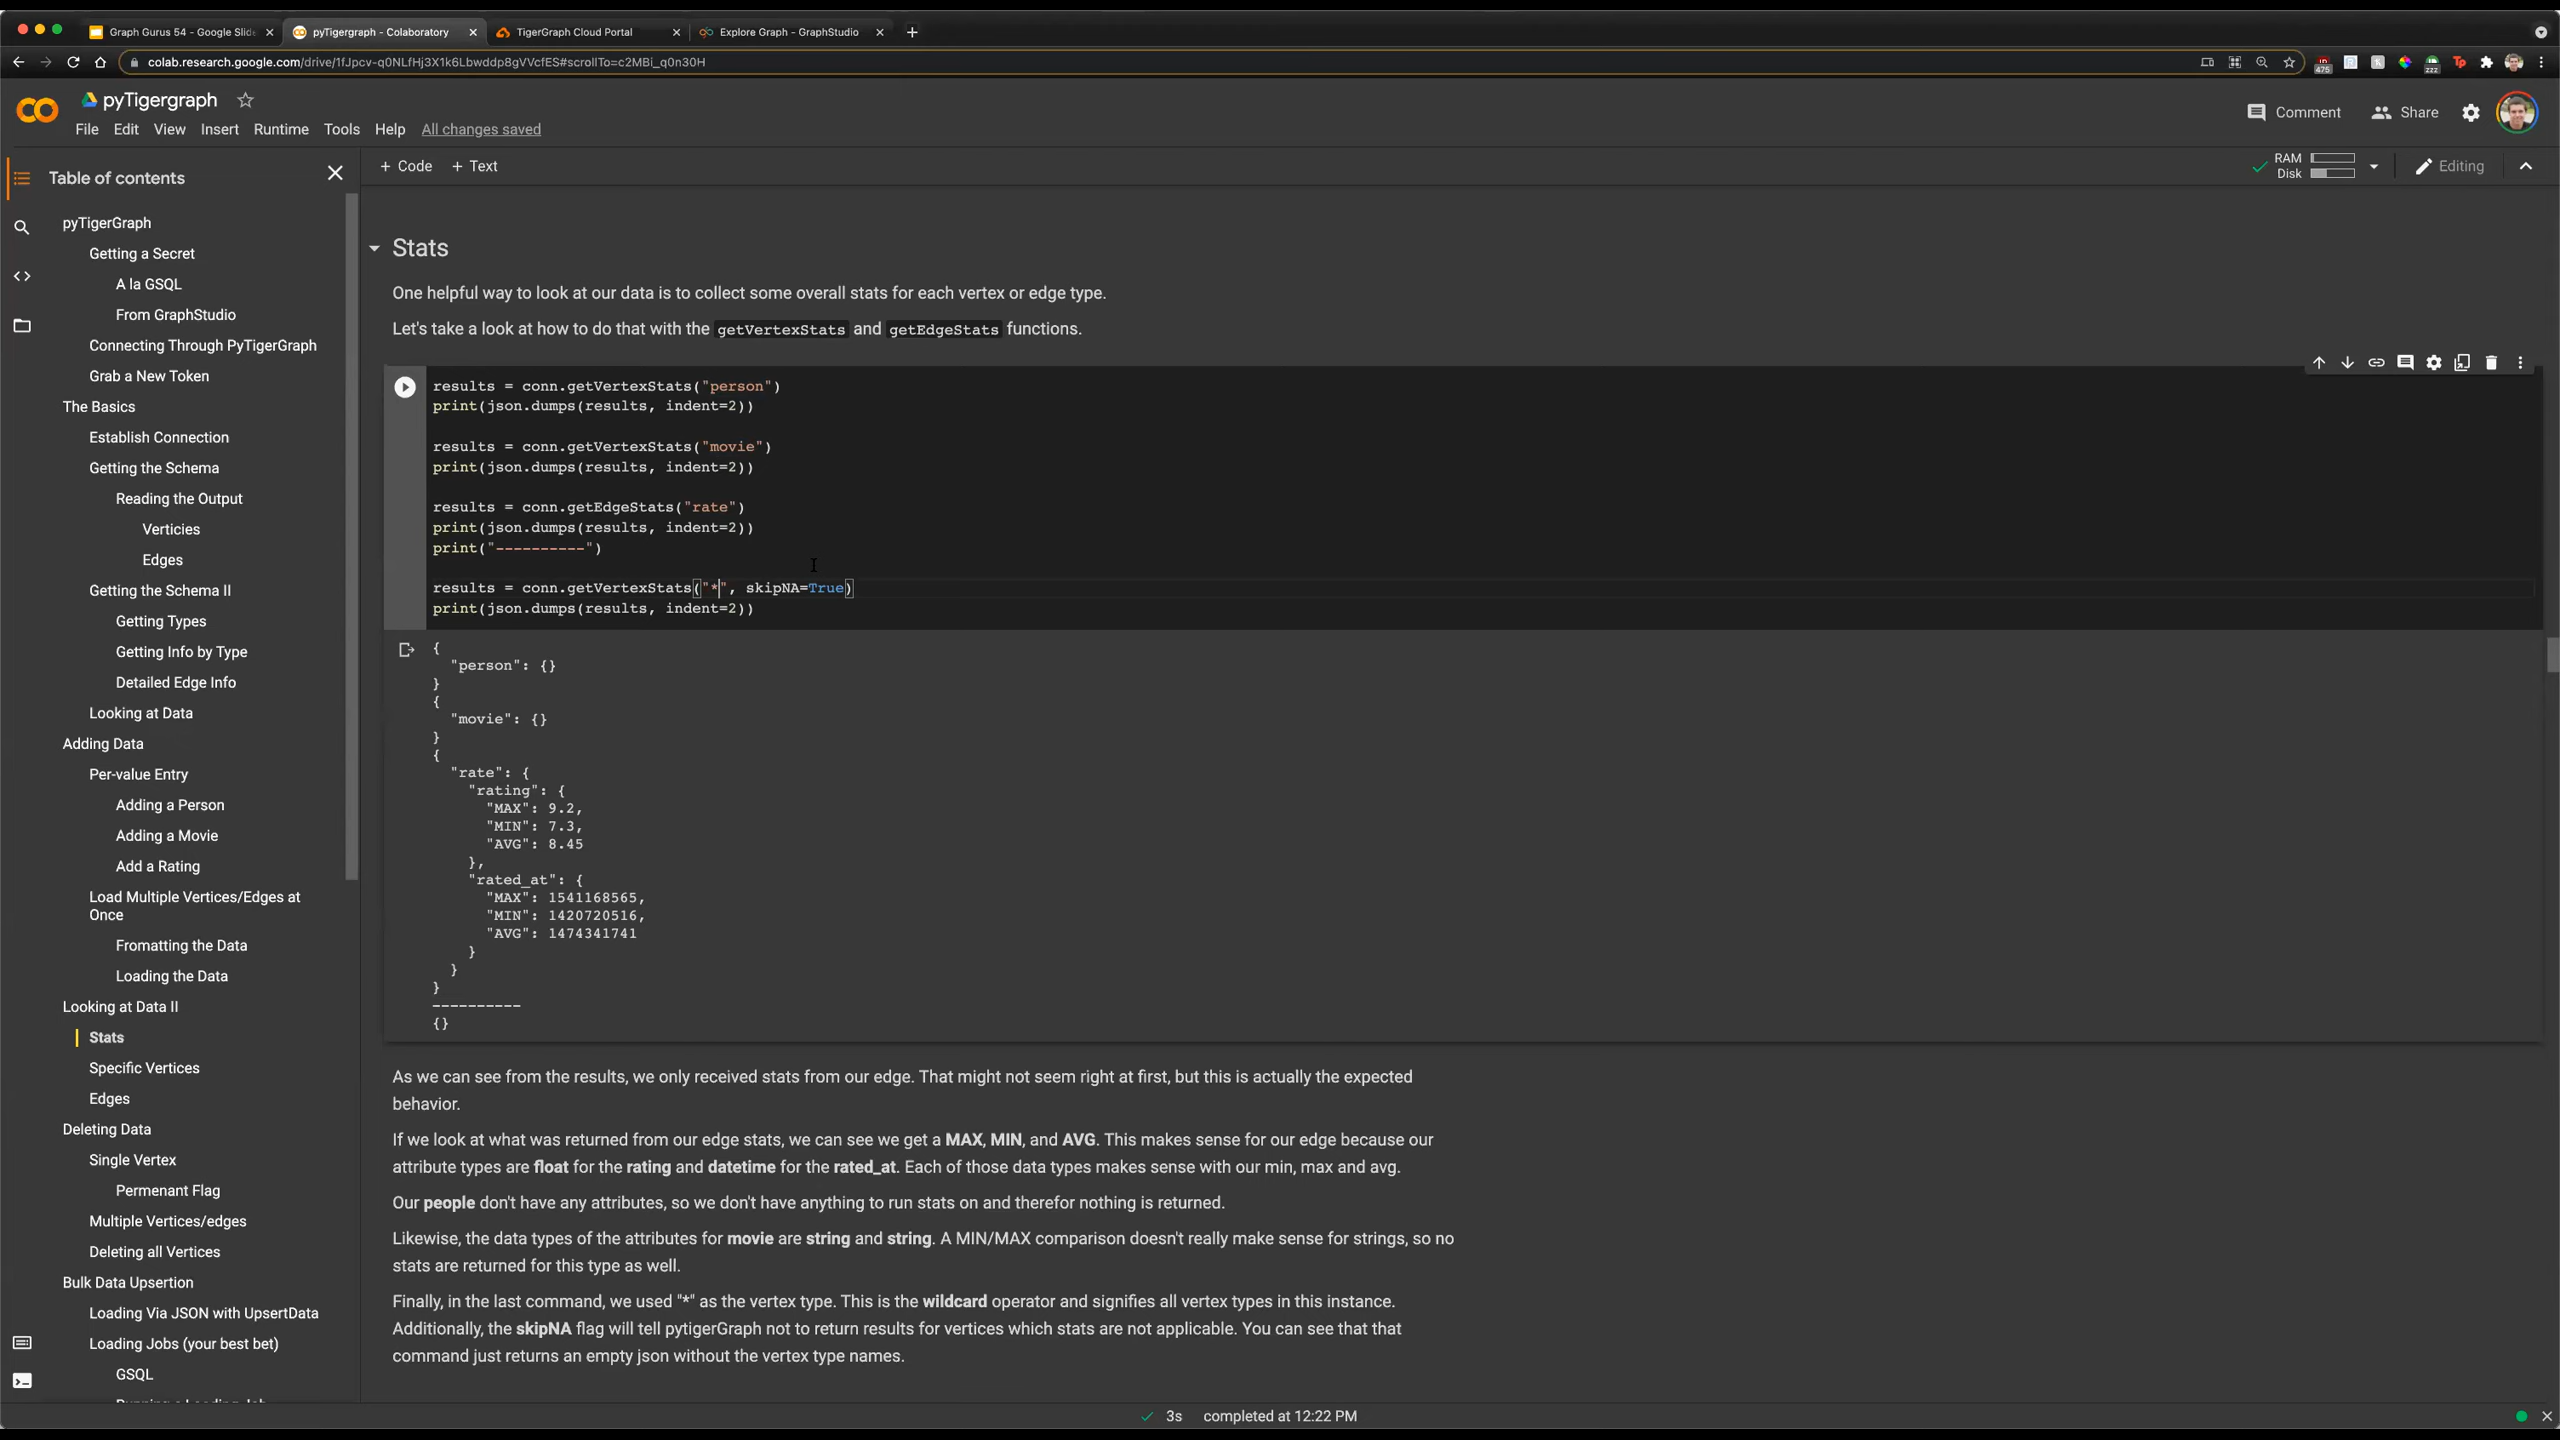 Graph Gurus 54 - Google Slide
pyTigergraph - Colaboratory
TigerGraph Cloud Portal
Explore Graph - GraphStudio
colab.research.google.com/drive/1fJpcv-q0NLfHj3X1k6Lbwddp8gVVcfES#scrollTo=c2MBi_q0n30H
pyTigergraph
File Edit View Insert Runtime Tools Help All changes saved
Comment Share
+ Code + Text
RAM
Disk
Editing
Table of contents
pyTigerGraph
Getting a Secret
A la GSQL
From GraphStudio
Connecting Through PyTigerGraph
Grab a New Token
The Basics
Establish Connection
Getting the Schema
Reading the Output
Verticies
Edges
Getting the Schema II
Getting Types
Getting Info by Type
Detailed Edge Info
Looking at Data
Adding Data
Per-value Entry
Adding a Person
Adding a Movie
Add a Rating
Load Multiple Vertices/Edges at
Once
Fromatting the Data
Loading the Data
Looking at Data II
Stats
Specific Vertices
Edges
Deleting Data
Single Vertex
Permenant Flag
Multiple Vertices/edges
Deleting all Vertices
Bulk Data Upsertion
Loading Via JSON with UpsertData
Loading Jobs (your best bet)
GSQL
Stats
One helpful way to look at our data is to collect some overall stats for each vertex or edge type.
Let's take a look at how to do that with the getVertexStats and getEdgeStats functions.
results = conn.getVertexStats("person")
print(json.dumps(results, indent=2))
results = conn.getVertexStats("movie")
print(json.dumps(results, indent=2))
results = conn.getEdgeStats("rate")
print(json.dumps(results, indent=2))
print("----------")
results = conn.getVertexStats("*", skipNA=True)
print(json.dumps(results, indent=2))
{
"person": {}
}
{
"movie": {}
}
{
"rate": {
"rating": {
"MAX": 9.2,
"MIN": 7.3,
"AVG": 8.45
},
"rated_at": {
"MAX": 1541168565,
"MIN": 1420720516,
"AVG": 1474341741
}
}
}
----------
{}
As we can see from the results, we only received stats from our edge. That might not seem right at first, but this is actually the expected
behavior.
If we look at what was returned from our edge stats, we can see we get a MAX, MIN, and AVG. This makes sense for our edge because our
attribute types are float for the rating and datetime for the rated_at. Each of those data types makes sense with our min, max and avg.
Our people don't have any attributes, so we don't have anything to run stats on and therefor nothing is returned.
Likewise, the data types of the attributes for movie are string and string. A MIN/MAX comparison doesn't really make sense for strings, so no
stats are returned for this type as well.
Finally, in the last command, we used "*" as the vertex type. This is the wildcard operator and signifies all vertex types in this instance.
Additionally, the skipNA flag will tell pytigerGraph not to return results for vertices which stats are not applicable. You can see that that
command just returns an empty json without the vertex type names.
3s completed at 12:22 PM